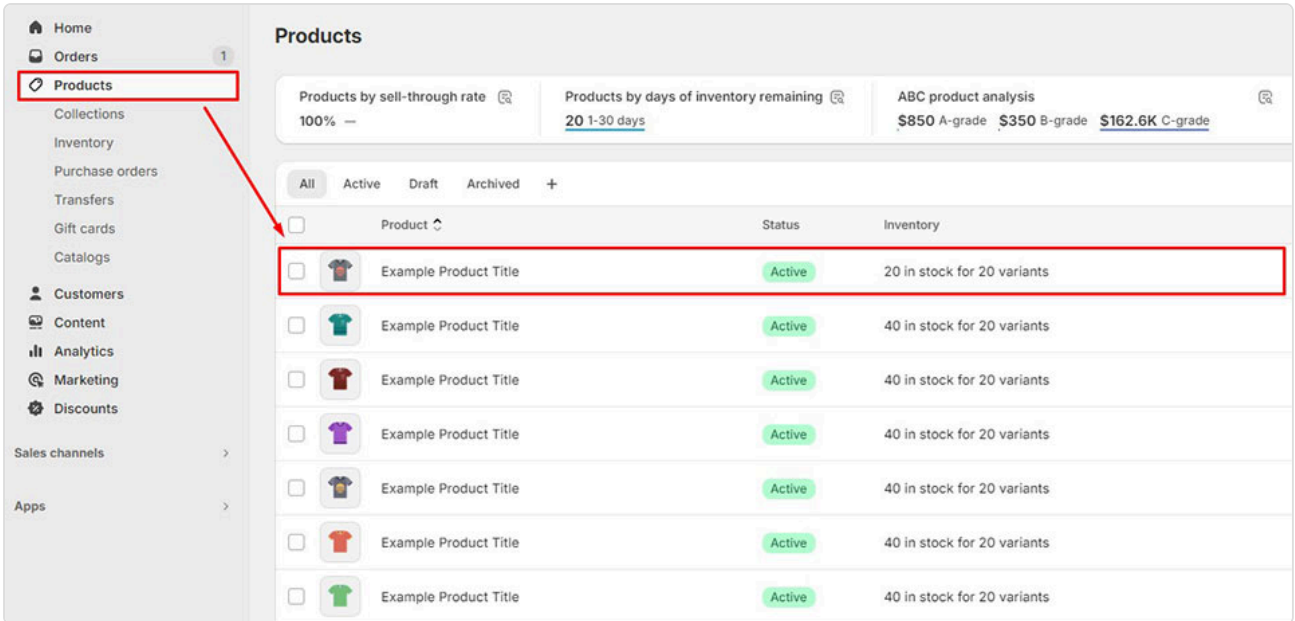 Home
Orders 1
Products
Collections
Inventory
Purchase orders
Transfers
Gift cards
Catalogs
Customers
Content
Analytics
Marketing
Discounts
Sales channels
Apps
Products
Products by sell-through rate
100% —
Products by days of inventory remaining
20 1-30 days
ABC product analysis
$850 A-grade $350 B-grade $162.6K C-grade
All Active Draft Archived +
Product Status Inventory
Example Product Title Active 20 in stock for 20 variants
Example Product Title Active 40 in stock for 20 variants
Example Product Title Active 40 in stock for 20 variants
Example Product Title Active 40 in stock for 20 variants
Example Product Title Active 40 in stock for 20 variants
Example Product Title Active 40 in stock for 20 variants
Example Product Title Active 40 in stock for 20 variants